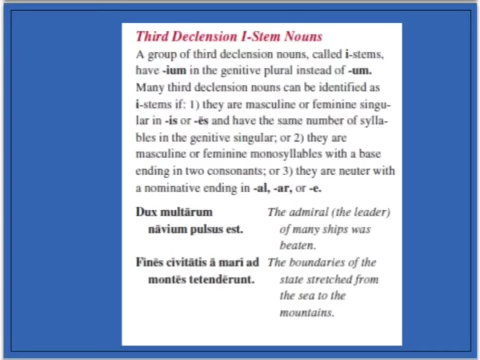 Third Declension I-Stem Nouns
A group of third declension nouns, called i-stems,
have -ium in the genitive plural instead of -um.
Many third declension nouns can be identified as
i-stems if: 1) they are masculine or feminine singu-
lar in -is or -ēs and have the same number of sylla-
bles in the genitive singular; or 2) they are
masculine or feminine monosyllables with a base
ending in two consonants; or 3) they are neuter with
a nominative ending in -al, -ar, or -e.
Dux multārum
nāvium pulsus est.
The admiral (the leader)
of many ships was
beaten.
Finēs civitātis ā marī ad
montēs tetendērunt.
The boundaries of the
state stretched from
the sea to the
mountains.